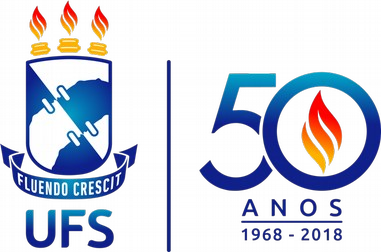 FLUENDO CRESCIT
UFS
50
ANOS
1968 - 2018